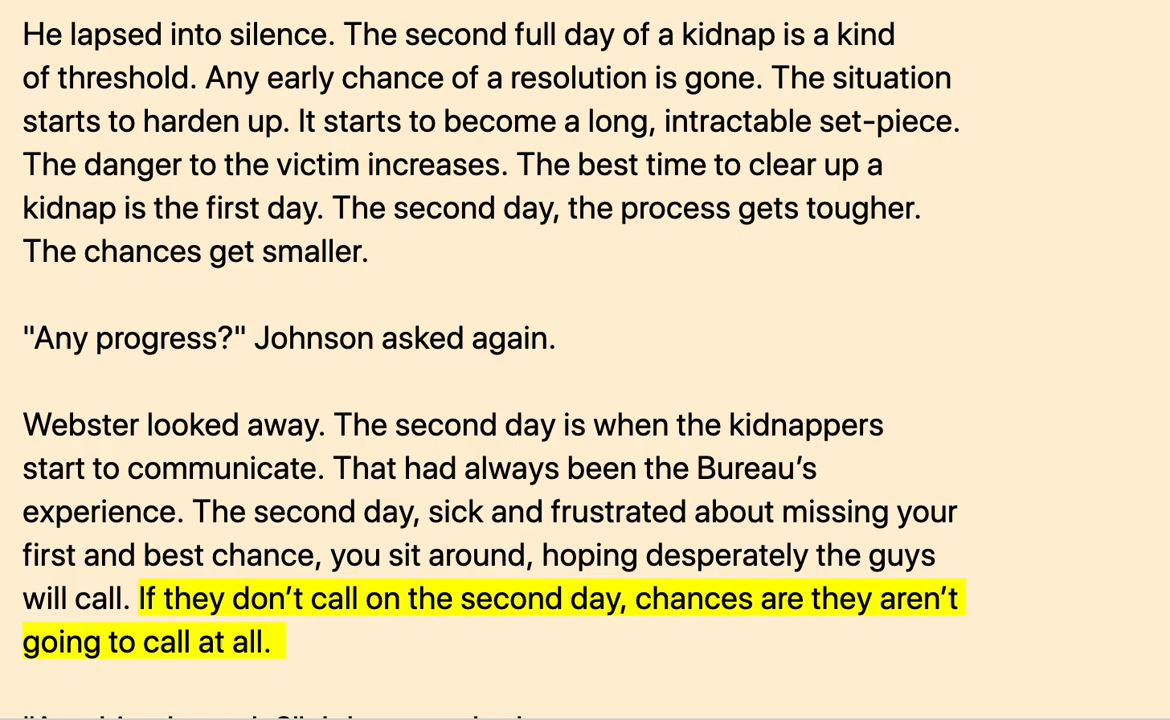 He lapsed into silence. The second full day of a kidnap is a kind
of threshold. Any early chance of a resolution is gone. The situation
starts to harden up. It starts to become a long, intractable set-piece.
The danger to the victim increases. The best time to clear up a
kidnap is the first day. The second day, the process gets tougher.
The chances get smaller.
"Any progress?" Johnson asked again.
Webster looked away. The second day is when the kidnappers
start to communicate. That had always been the Bureau’s
experience. The second day, sick and frustrated about missing your
first and best chance, you sit around, hoping desperately the guys
will call. If they don’t call on the second day, chances are they aren’t
going to call at all.